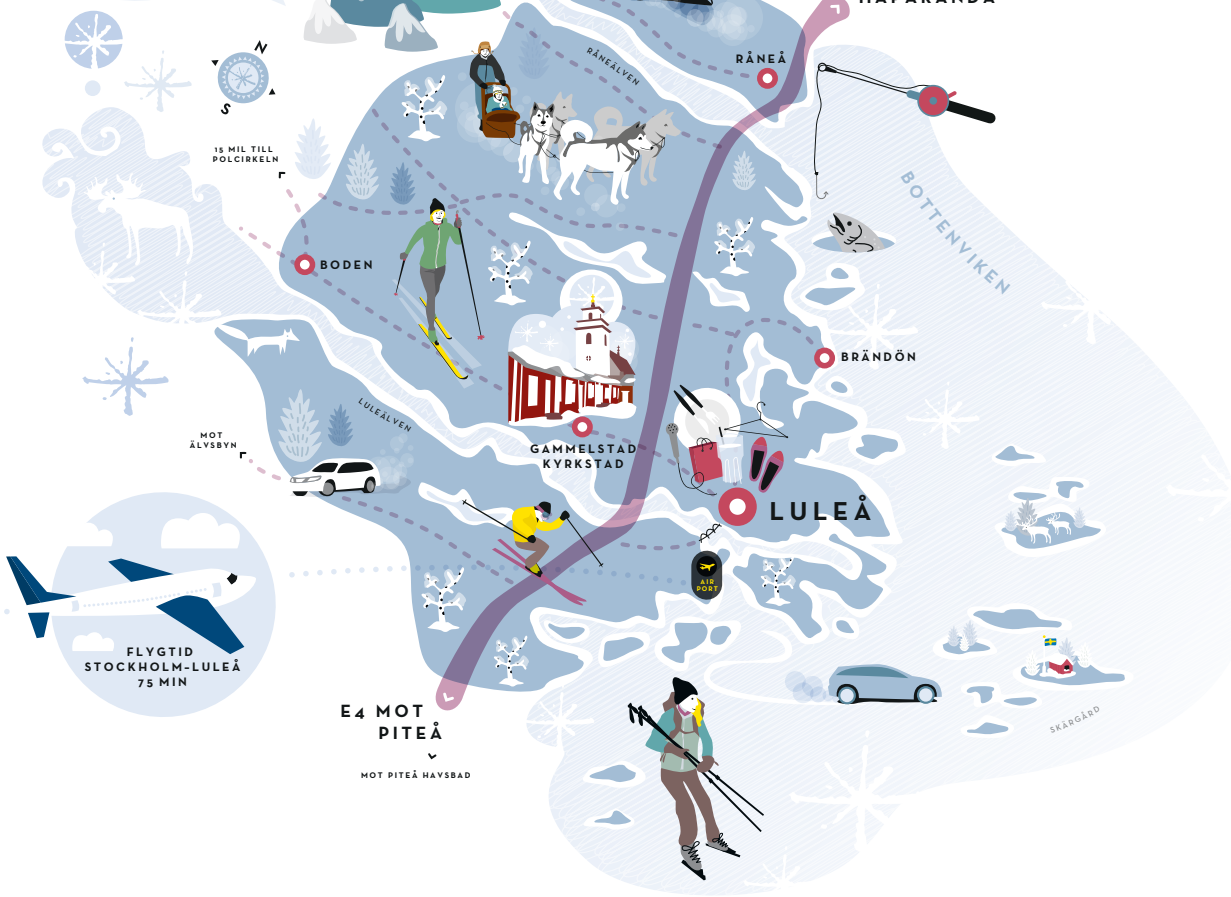 HAPARANDA
RÅNEÄLVEN
RÅNEÅ
N
S
15 MIL TILL
POLCIRKELN
BOTTENVIKEN
BODEN
BRÄNDÖN
LULEÄLVEN
MOT
ÄLVSBYN
GAMMELSTAD
KYRKSTAD
LULEÅ
AIR
PORT
FLYGTID
STOCKHOLM-LULEÅ
75 MIN
E4 MOT
PITEÅ
MOT PITEÅ HAVSBAD
SKÄRGÅRD